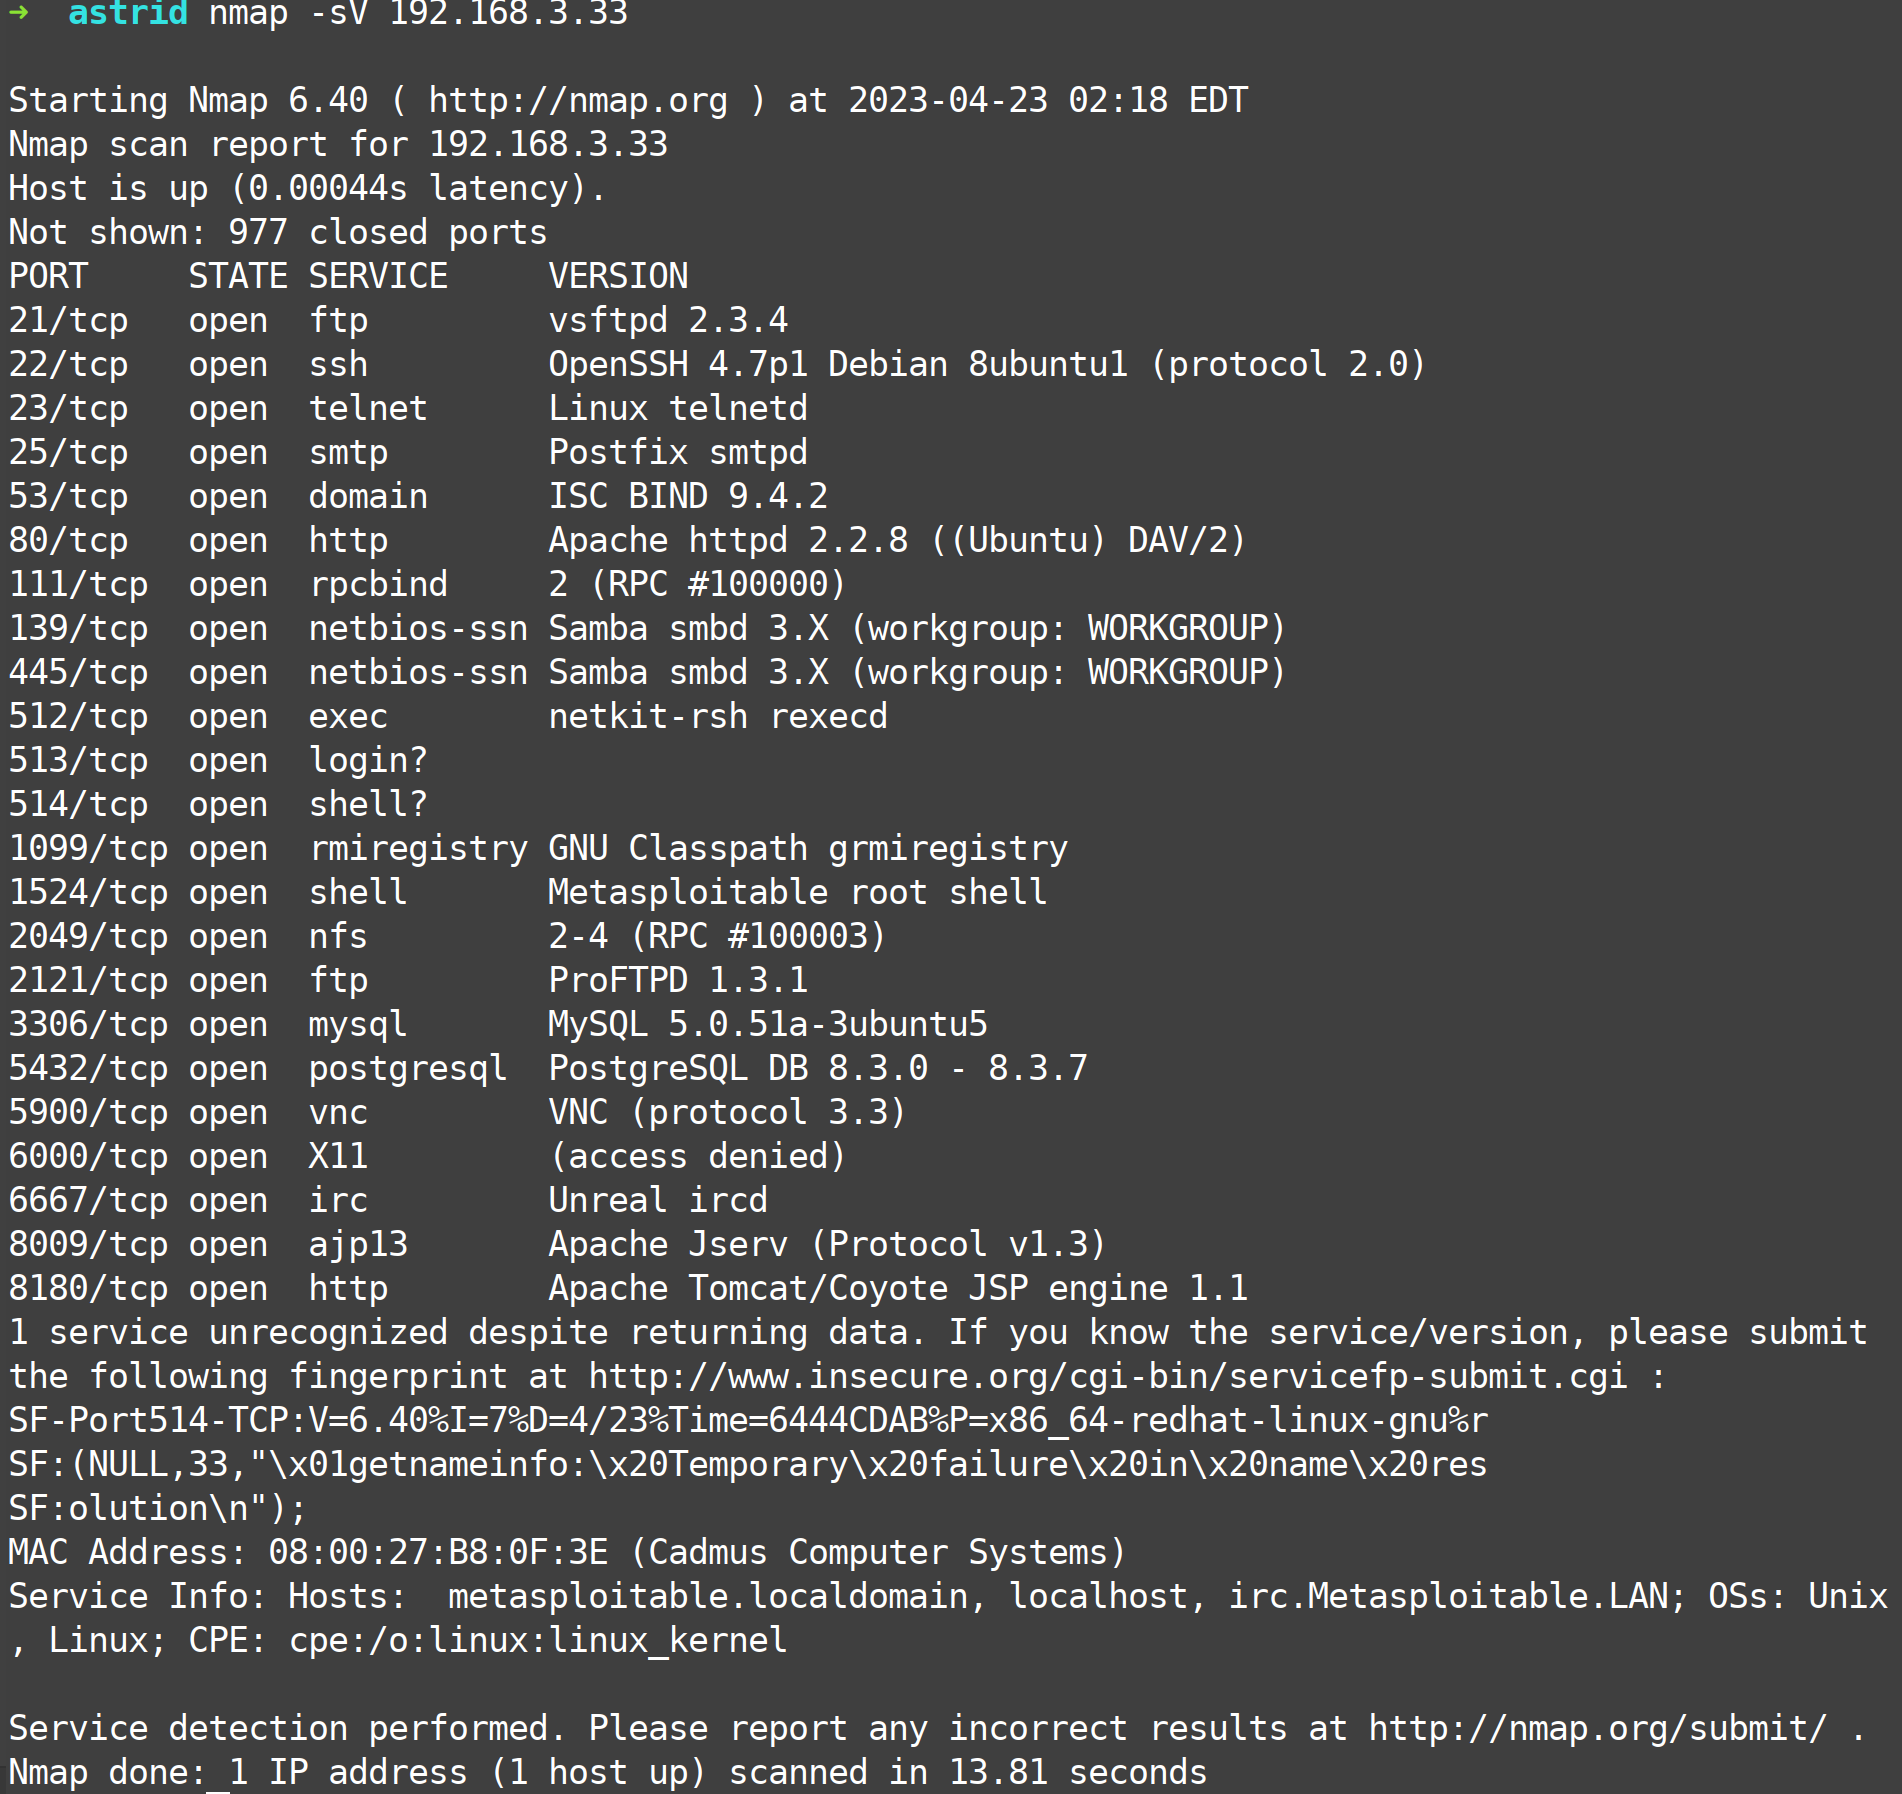 ➜  astrid nmap -sV 192.168.3.33

Starting Nmap 6.40 ( http://nmap.org ) at 2023-04-23 02:18 EDT
Nmap scan report for 192.168.3.33
Host is up (0.00044s latency).
Not shown: 977 closed ports
PORT     STATE SERVICE     VERSION
21/tcp   open  ftp         vsftpd 2.3.4
22/tcp   open  ssh         OpenSSH 4.7p1 Debian 8ubuntu1 (protocol 2.0)
23/tcp   open  telnet      Linux telnetd
25/tcp   open  smtp        Postfix smtpd
53/tcp   open  domain      ISC BIND 9.4.2
80/tcp   open  http        Apache httpd 2.2.8 ((Ubuntu) DAV/2)
111/tcp  open  rpcbind     2 (RPC #100000)
139/tcp  open  netbios-ssn Samba smbd 3.X (workgroup: WORKGROUP)
445/tcp  open  netbios-ssn Samba smbd 3.X (workgroup: WORKGROUP)
512/tcp  open  exec        netkit-rsh rexecd
513/tcp  open  login?
514/tcp  open  shell?
1099/tcp open  rmiregistry GNU Classpath grmiregistry
1524/tcp open  shell       Metasploitable root shell
2049/tcp open  nfs         2-4 (RPC #100003)
2121/tcp open  ftp         ProFTPD 1.3.1
3306/tcp open  mysql       MySQL 5.0.51a-3ubuntu5
5432/tcp open  postgresql  PostgreSQL DB 8.3.0 - 8.3.7
5900/tcp open  vnc         VNC (protocol 3.3)
6000/tcp open  X11         (access denied)
6667/tcp open  irc         Unreal ircd
8009/tcp open  ajp13       Apache Jserv (Protocol v1.3)
8180/tcp open  http        Apache Tomcat/Coyote JSP engine 1.1
1 service unrecognized despite returning data. If you know the service/version, please submit
the following fingerprint at http://www.insecure.org/cgi-bin/servicefp-submit.cgi :
SF-Port514-TCP:V=6.40%I=7%D=4/23%Time=6444CDAB%P=x86_64-redhat-linux-gnu%r
SF:(NULL,33,"\x01getnameinfo:\x20Temporary\x20failure\x20in\x20name\x20res
SF:olution\n");
MAC Address: 08:00:27:B8:0F:3E (Cadmus Computer Systems)
Service Info: Hosts:  metasploitable.localdomain, localhost, irc.Metasploitable.LAN; OSs: Unix
, Linux; CPE: cpe:/o:linux:linux_kernel

Service detection performed. Please report any incorrect results at http://nmap.org/submit/ .
Nmap done: 1 IP address (1 host up) scanned in 13.81 seconds